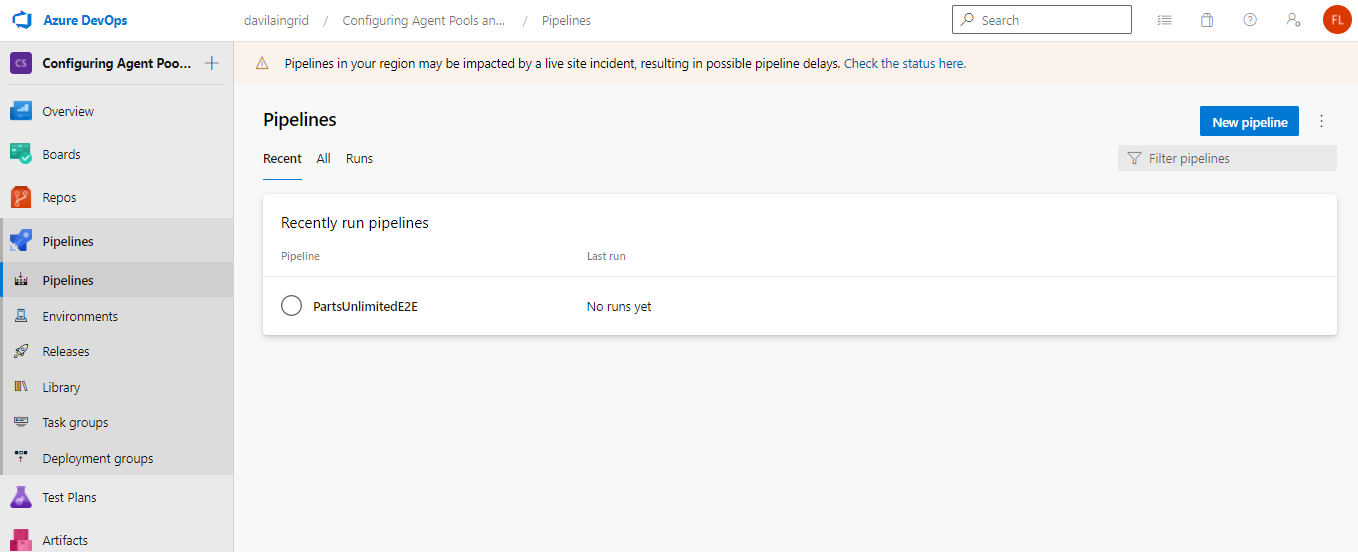 Azure DevOps
davilaingrid / Configuring Agent Pools an... / Pipelines
Search
FL
CS Configuring Agent Poo...
Pipelines in your region may be impacted by a live site incident, resulting in possible pipeline delays. Check the status here.
Overview
Boards
Repos
Pipelines
Pipelines
Environments
Releases
Library
Task groups
Deployment groups
Test Plans
Artifacts
Pipelines
New pipeline
Recent All Runs
Filter pipelines
Recently run pipelines
Pipeline Last run
PartsUnlimitedE2E No runs yet